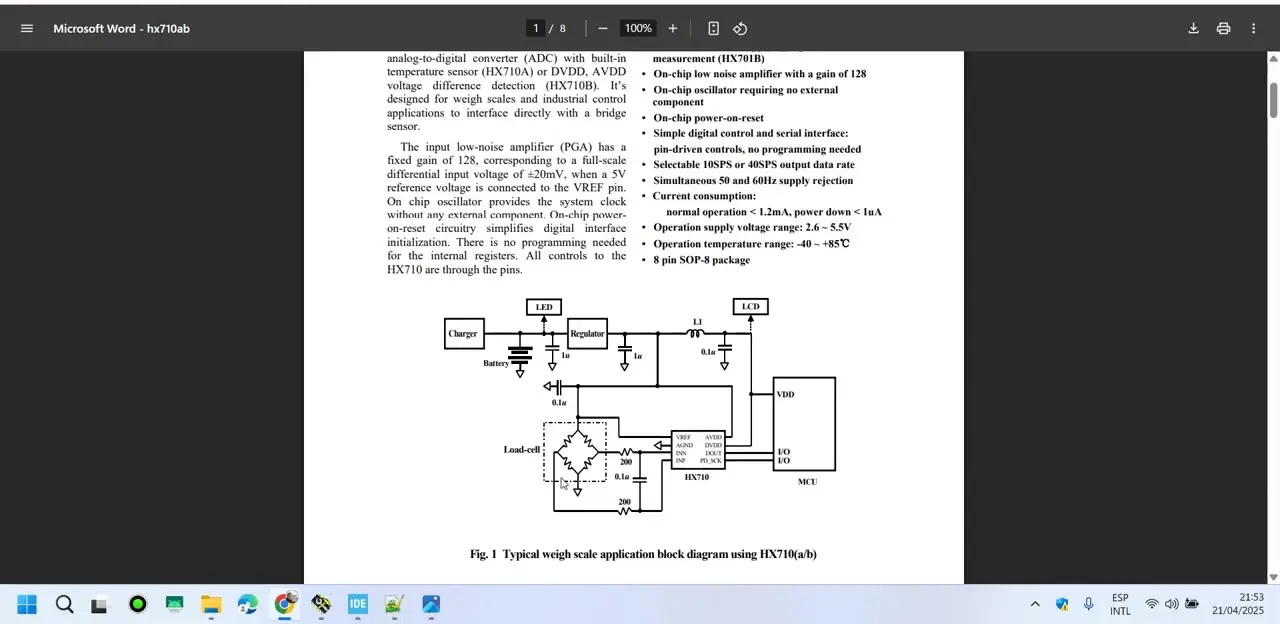 Microsoft Word - hx710ab
1 / 8
100%
analog-to-digital converter (ADC) with built-in
temperature sensor (HX710A) or DVDD, AVDD
voltage difference detection (HX710B). It's
designed for weigh scales and industrial control
applications to interface directly with a bridge
sensor.
The input low-noise amplifier (PGA) has a
fixed gain of 128, corresponding to a full-scale
differential input voltage of ±20mV, when a 5V
reference voltage is connected to the VREF pin.
On chip oscillator provides the system clock
without any external component. On-chip power-
on-reset circuitry simplifies digital interface
initialization. There is no programming needed
for the internal registers. All controls to the
HX710 are through the pins.
measurement (HX701B)
• On-chip low noise amplifier with a gain of 128
• On-chip oscillator requiring no external
component
• On-chip power-on-reset
• Simple digital control and serial interface:
pin-driven controls, no programming needed
• Selectable 10SPS or 40SPS output data rate
• Simultaneous 50 and 60Hz supply rejection
• Current consumption:
normal operation < 1.2mA, power down < 1uA
• Operation supply voltage range: 2.6 ~ 5.5V
• Operation temperature range: -40 ~ +85℃
• 8 pin SOP-8 package
LED
LCD
Charger
Regulator
L1
Battery
1u
1u
0.1u
0.1u
VDD
Load-cell
VREF AVDD
AGND DVDD
INN DOUT
INP PD_SCK
I/O
I/O
200
0.1u
HX710
MCU
200
Fig. 1 Typical weigh scale application block diagram using HX710(a/b)
IDE
ESP
INTL
21:53
21/04/2025